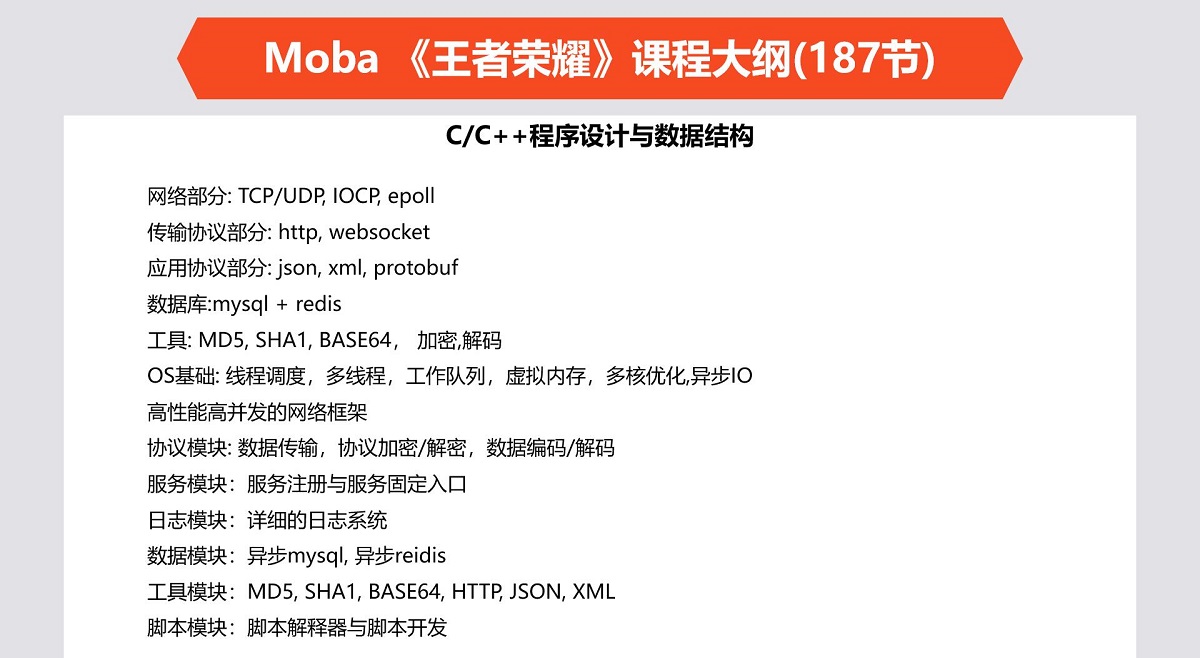 Moba 《王者荣耀》课程大纲(187节)
C/C++程序设计与数据结构
网络部分: TCP/UDP, IOCP, epoll
传输协议部分: http, websocket
应用协议部分: json, xml, protobuf
数据库:mysql + redis
工具: MD5, SHA1, BASE64， 加密,解码
OS基础: 线程调度，多线程，工作队列，虚拟内存，多核优化,异步IO
高性能高并发的网络框架
协议模块: 数据传输，协议加密/解密，数据编码/解码
服务模块：服务注册与服务固定入口
日志模块：详细的日志系统
数据模块：异步mysql, 异步reidis
工具模块：MD5, SHA1, BASE64, HTTP, JSON, XML
脚本模块：脚本解释器与脚本开发